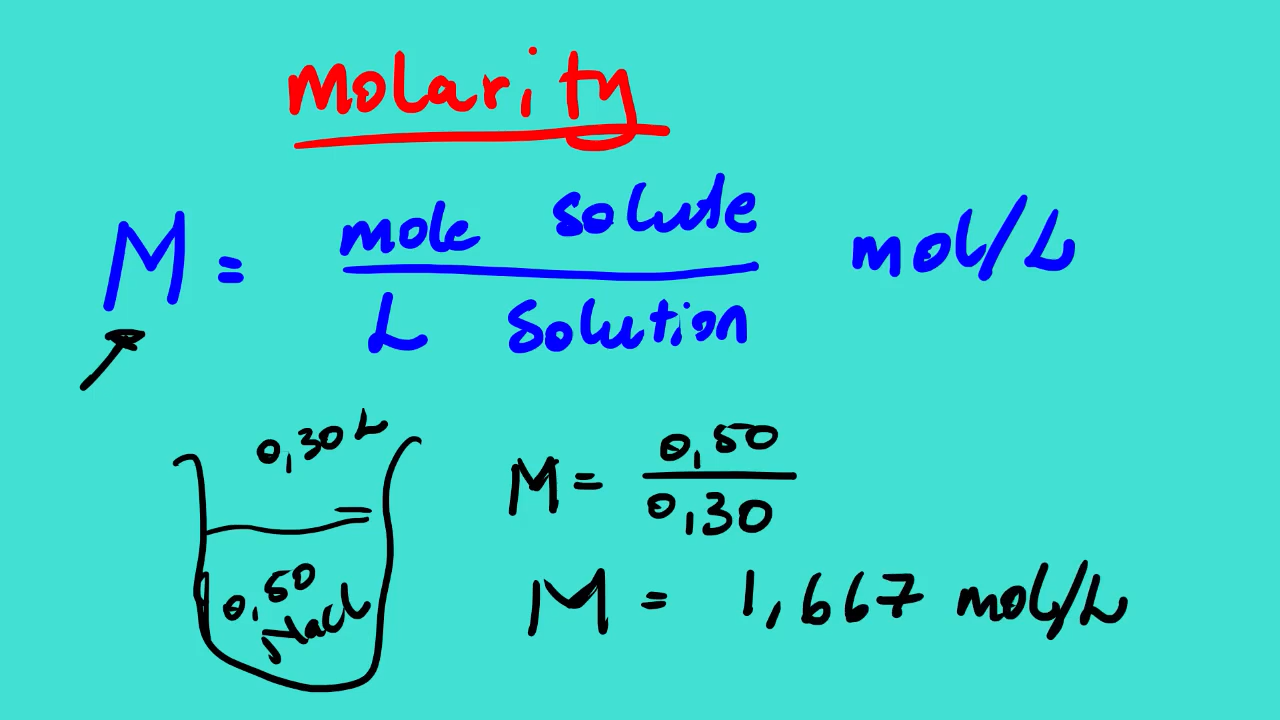 Molarity
M = mole solute mol/L
L solution
0,30 L
0,50
NaCl
M = 0,50
0,30
M = 1,667 mol/L